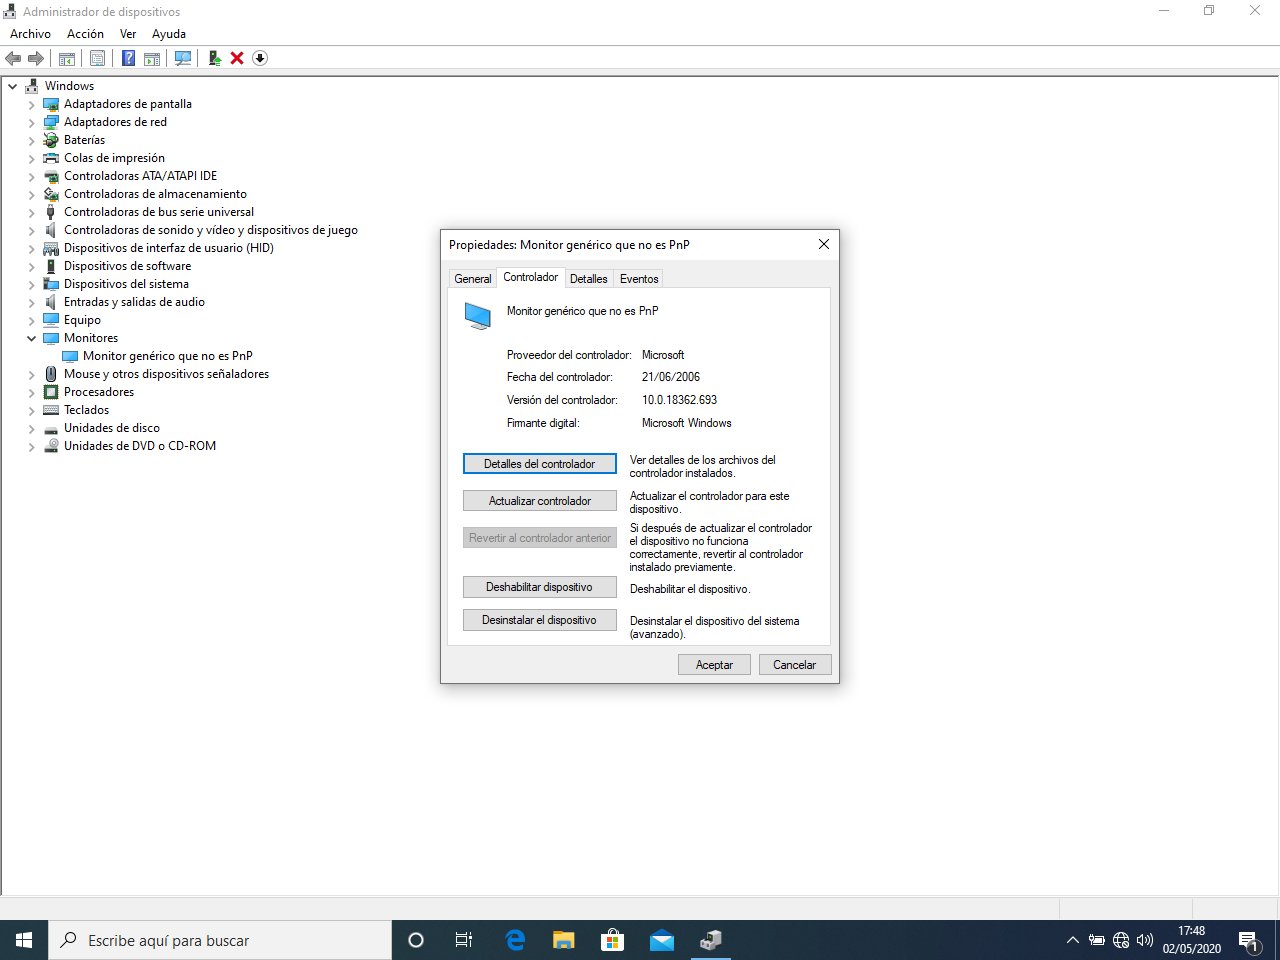 Administrador de dispositivos
Archivo Acción Ver Ayuda
Windows
Adaptadores de pantalla
Adaptadores de red
Baterías
Colas de impresión
Controladoras ATA/ATAPI IDE
Controladoras de almacenamiento
Controladoras de bus serie universal
Controladoras de sonido y vídeo y dispositivos de juego
Dispositivos de interfaz de usuario (HID)
Dispositivos de software
Dispositivos del sistema
Entradas y salidas de audio
Equipo
Monitores
Monitor genérico que no es PnP
Mouse y otros dispositivos señaladores
Procesadores
Teclados
Unidades de disco
Unidades de DVD o CD-ROM
Propiedades: Monitor genérico que no es PnP
General Controlador Detalles Eventos
Monitor genérico que no es PnP
Proveedor del controlador: Microsoft
Fecha del controlador: 21/06/2006
Versión del controlador: 10.0.18362.693
Firmante digital: Microsoft Windows
Detalles del controlador
Ver detalles de los archivos del
controlador instalados.
Actualizar controlador
Actualizar el controlador para este
dispositivo.
Revertir al controlador anterior
Si después de actualizar el controlador
el dispositivo no funciona
correctamente, revertir al controlador
instalado previamente.
Deshabilitar dispositivo
Deshabilitar el dispositivo.
Desinstalar el dispositivo
Desinstalar el dispositivo del sistema
(avanzado).
Aceptar Cancelar
Escribe aquí para buscar
17:48
02/05/2020
1